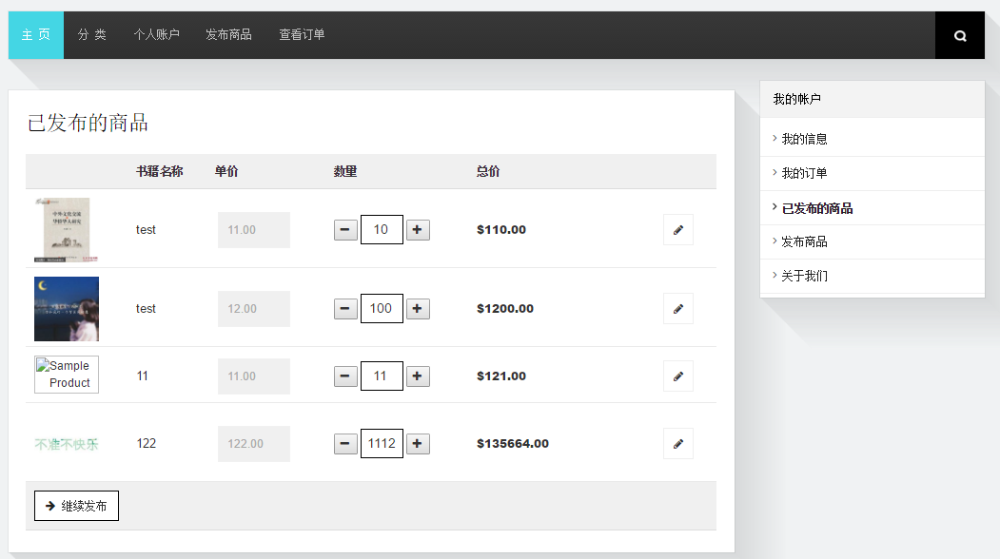 主 页 分 类 个人账户 发布商品 查看订单
已发布的商品
书籍名称 单价 数量 总价
test 11.00 10 $110.00
test 12.00 100 $1200.00
Sample
Product
11 11.00 11 $121.00
不准不快乐
122 122.00 1112 $135664.00
继续发布
我的帐户
我的信息
我的订单
已发布的商品
发布商品
关于我们